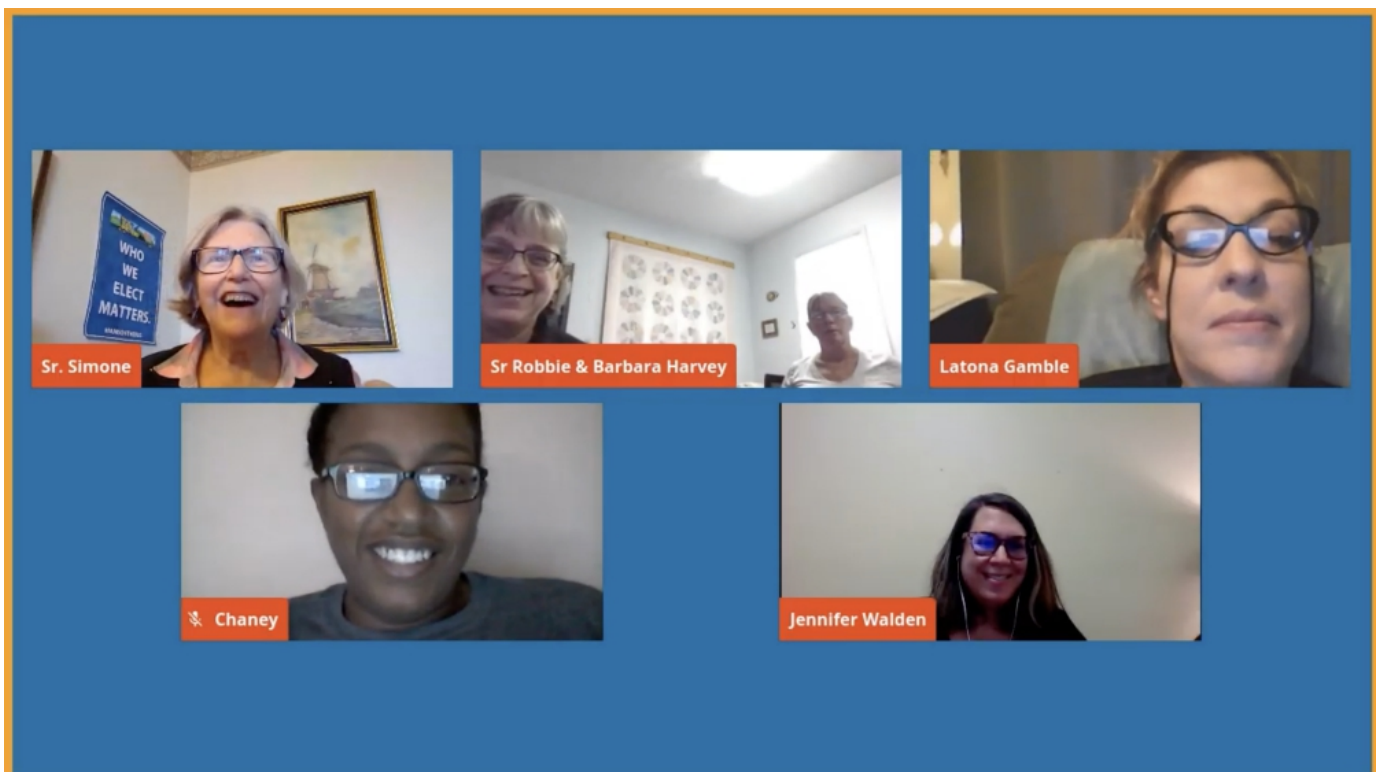 WHO
WE
ELECT
MATTERS.
Sr. Simone
Sr Robbie & Barbara Harvey
Latona Gamble
Chaney
Jennifer Walden